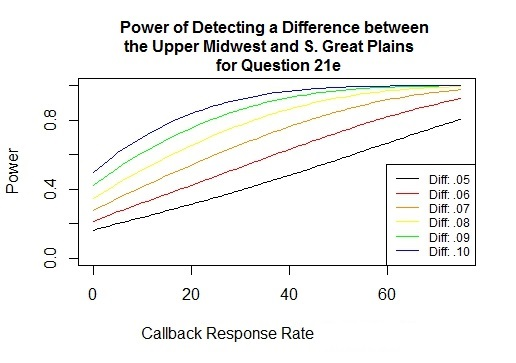 Power of Detecting a Difference between
the Upper Midwest and S. Great Plains
for Question 21e
Power
0.8
0.4
0.0
0
20
40
60
Diff: .05
Diff: .06
Diff: .07
Diff: .08
Diff: .09
Diff: .10
Callback Response Rate